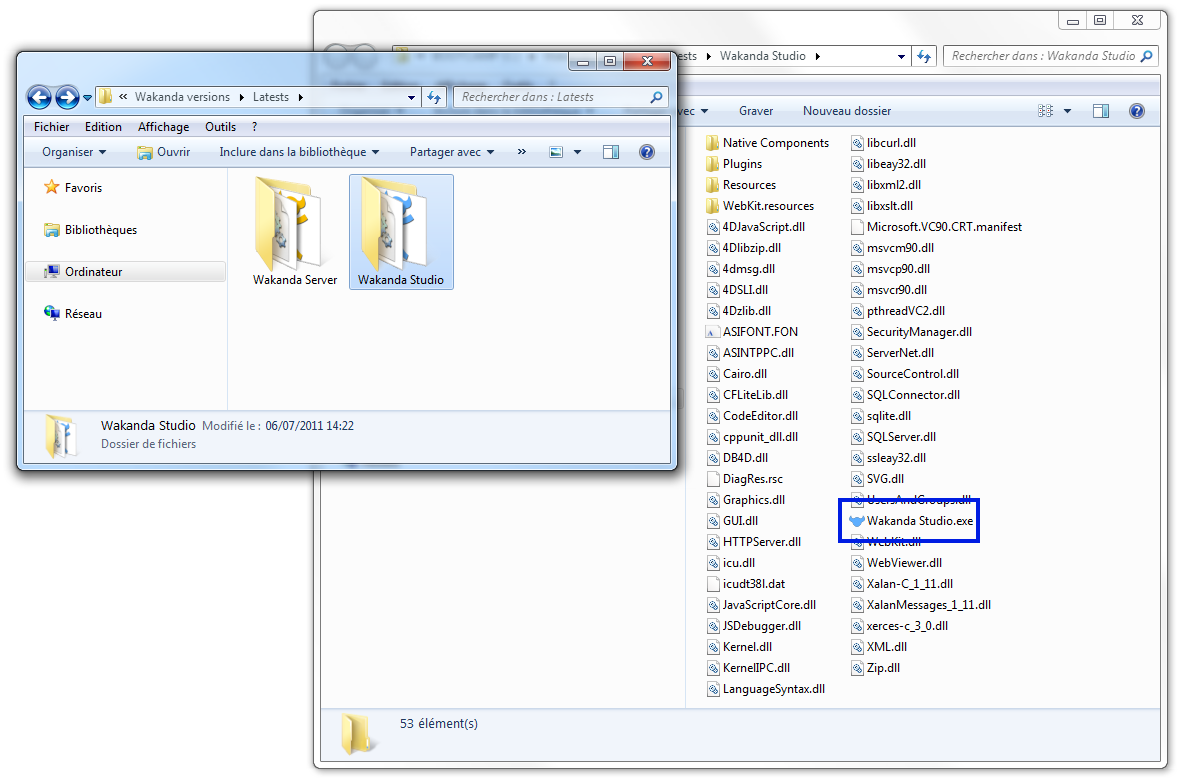 ests Wakanda Studio
Rechercher dans : Wakanda Studio
« Wakanda versions Latests
Rechercher dans : Latests
Fichier Edition Affichage Outils ?
Organiser Ouvrir Inclure dans la bibliothèque Partager avec »
Favoris
Bibliothèques
Ordinateur
Réseau
Wakanda Server
Wakanda Studio
Wakanda Studio Modifié le : 06/07/2011 14:22
Dossier de fichiers
vec Graver Nouveau dossier
Native Components
Plugins
Resources
WebKit.resources
4DJavaScript.dll
4Dlibzip.dll
4dmsg.dll
4DSLI.dll
4Dzlib.dll
ASIFONT.FON
ASINTPPC.dll
Cairo.dll
CFLiteLib.dll
CodeEditor.dll
cppunit_dll.dll
DB4D.dll
DiagRes.rsc
Graphics.dll
GUI.dll
HTTPServer.dll
icu.dll
icudt38l.dat
JavaScriptCore.dll
JSDebugger.dll
Kernel.dll
KernelIPC.dll
LanguageSyntax.dll
libcurl.dll
libeay32.dll
libxml2.dll
libxslt.dll
Microsoft.VC90.CRT.manifest
msvcm90.dll
msvcp90.dll
msvcr90.dll
pthreadVC2.dll
SecurityManager.dll
ServerNet.dll
SourceControl.dll
SQLConnector.dll
sqlite.dll
SQLServer.dll
ssleay32.dll
SVG.dll
UsersAndGroups.dll
Wakanda Studio.exe
WebKit.dll
WebViewer.dll
Xalan-C_1_11.dll
XalanMessages_1_11.dll
xerces-c_3_0.dll
XML.dll
Zip.dll
53 élément(s)